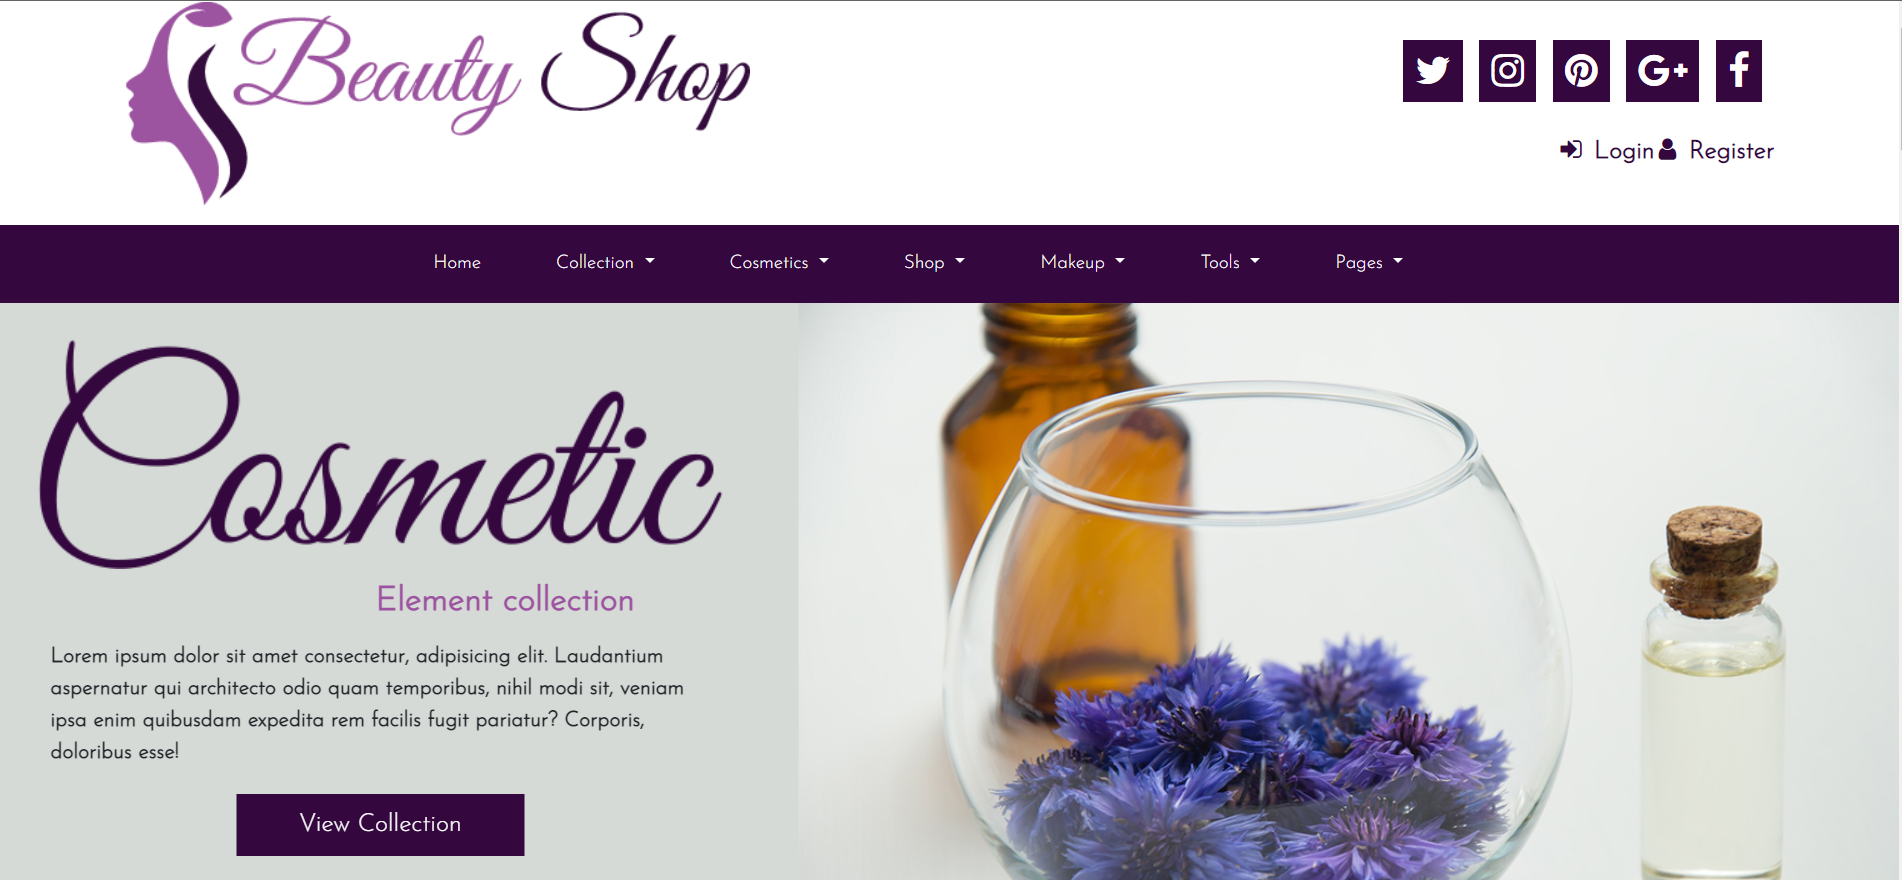 Beauty Shop
Login Register
Home Collection Cosmetics Shop Makeup Tools Pages
Cosmetic
Element collection
Lorem ipsum dolor sit amet consectetur, adipisicing elit. Laudantium
aspernatur qui architecto odio quam temporibus, nihil modi sit, veniam
ipsa enim quibusdam expedita rem facilis fugit pariatur? Corporis,
doloribus esse!
View Collection